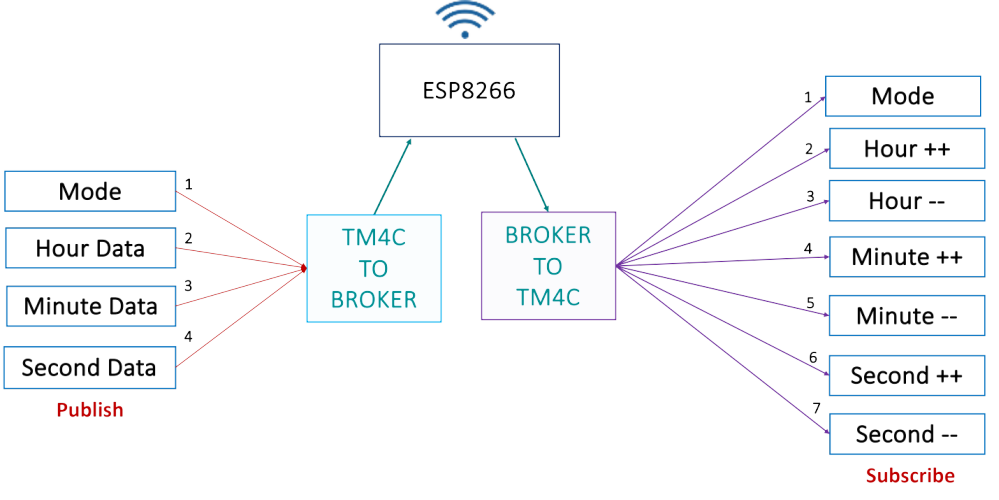 ESP8266
Mode
1
Hour Data
2
Minute Data
3
Second Data
4
Publish
TM4C
TO
BROKER
BROKER
TO
TM4C
1
Mode
2
Hour ++
3
Hour --
4
Minute ++
5
Minute --
6
Second ++
7
Second --
Subscribe